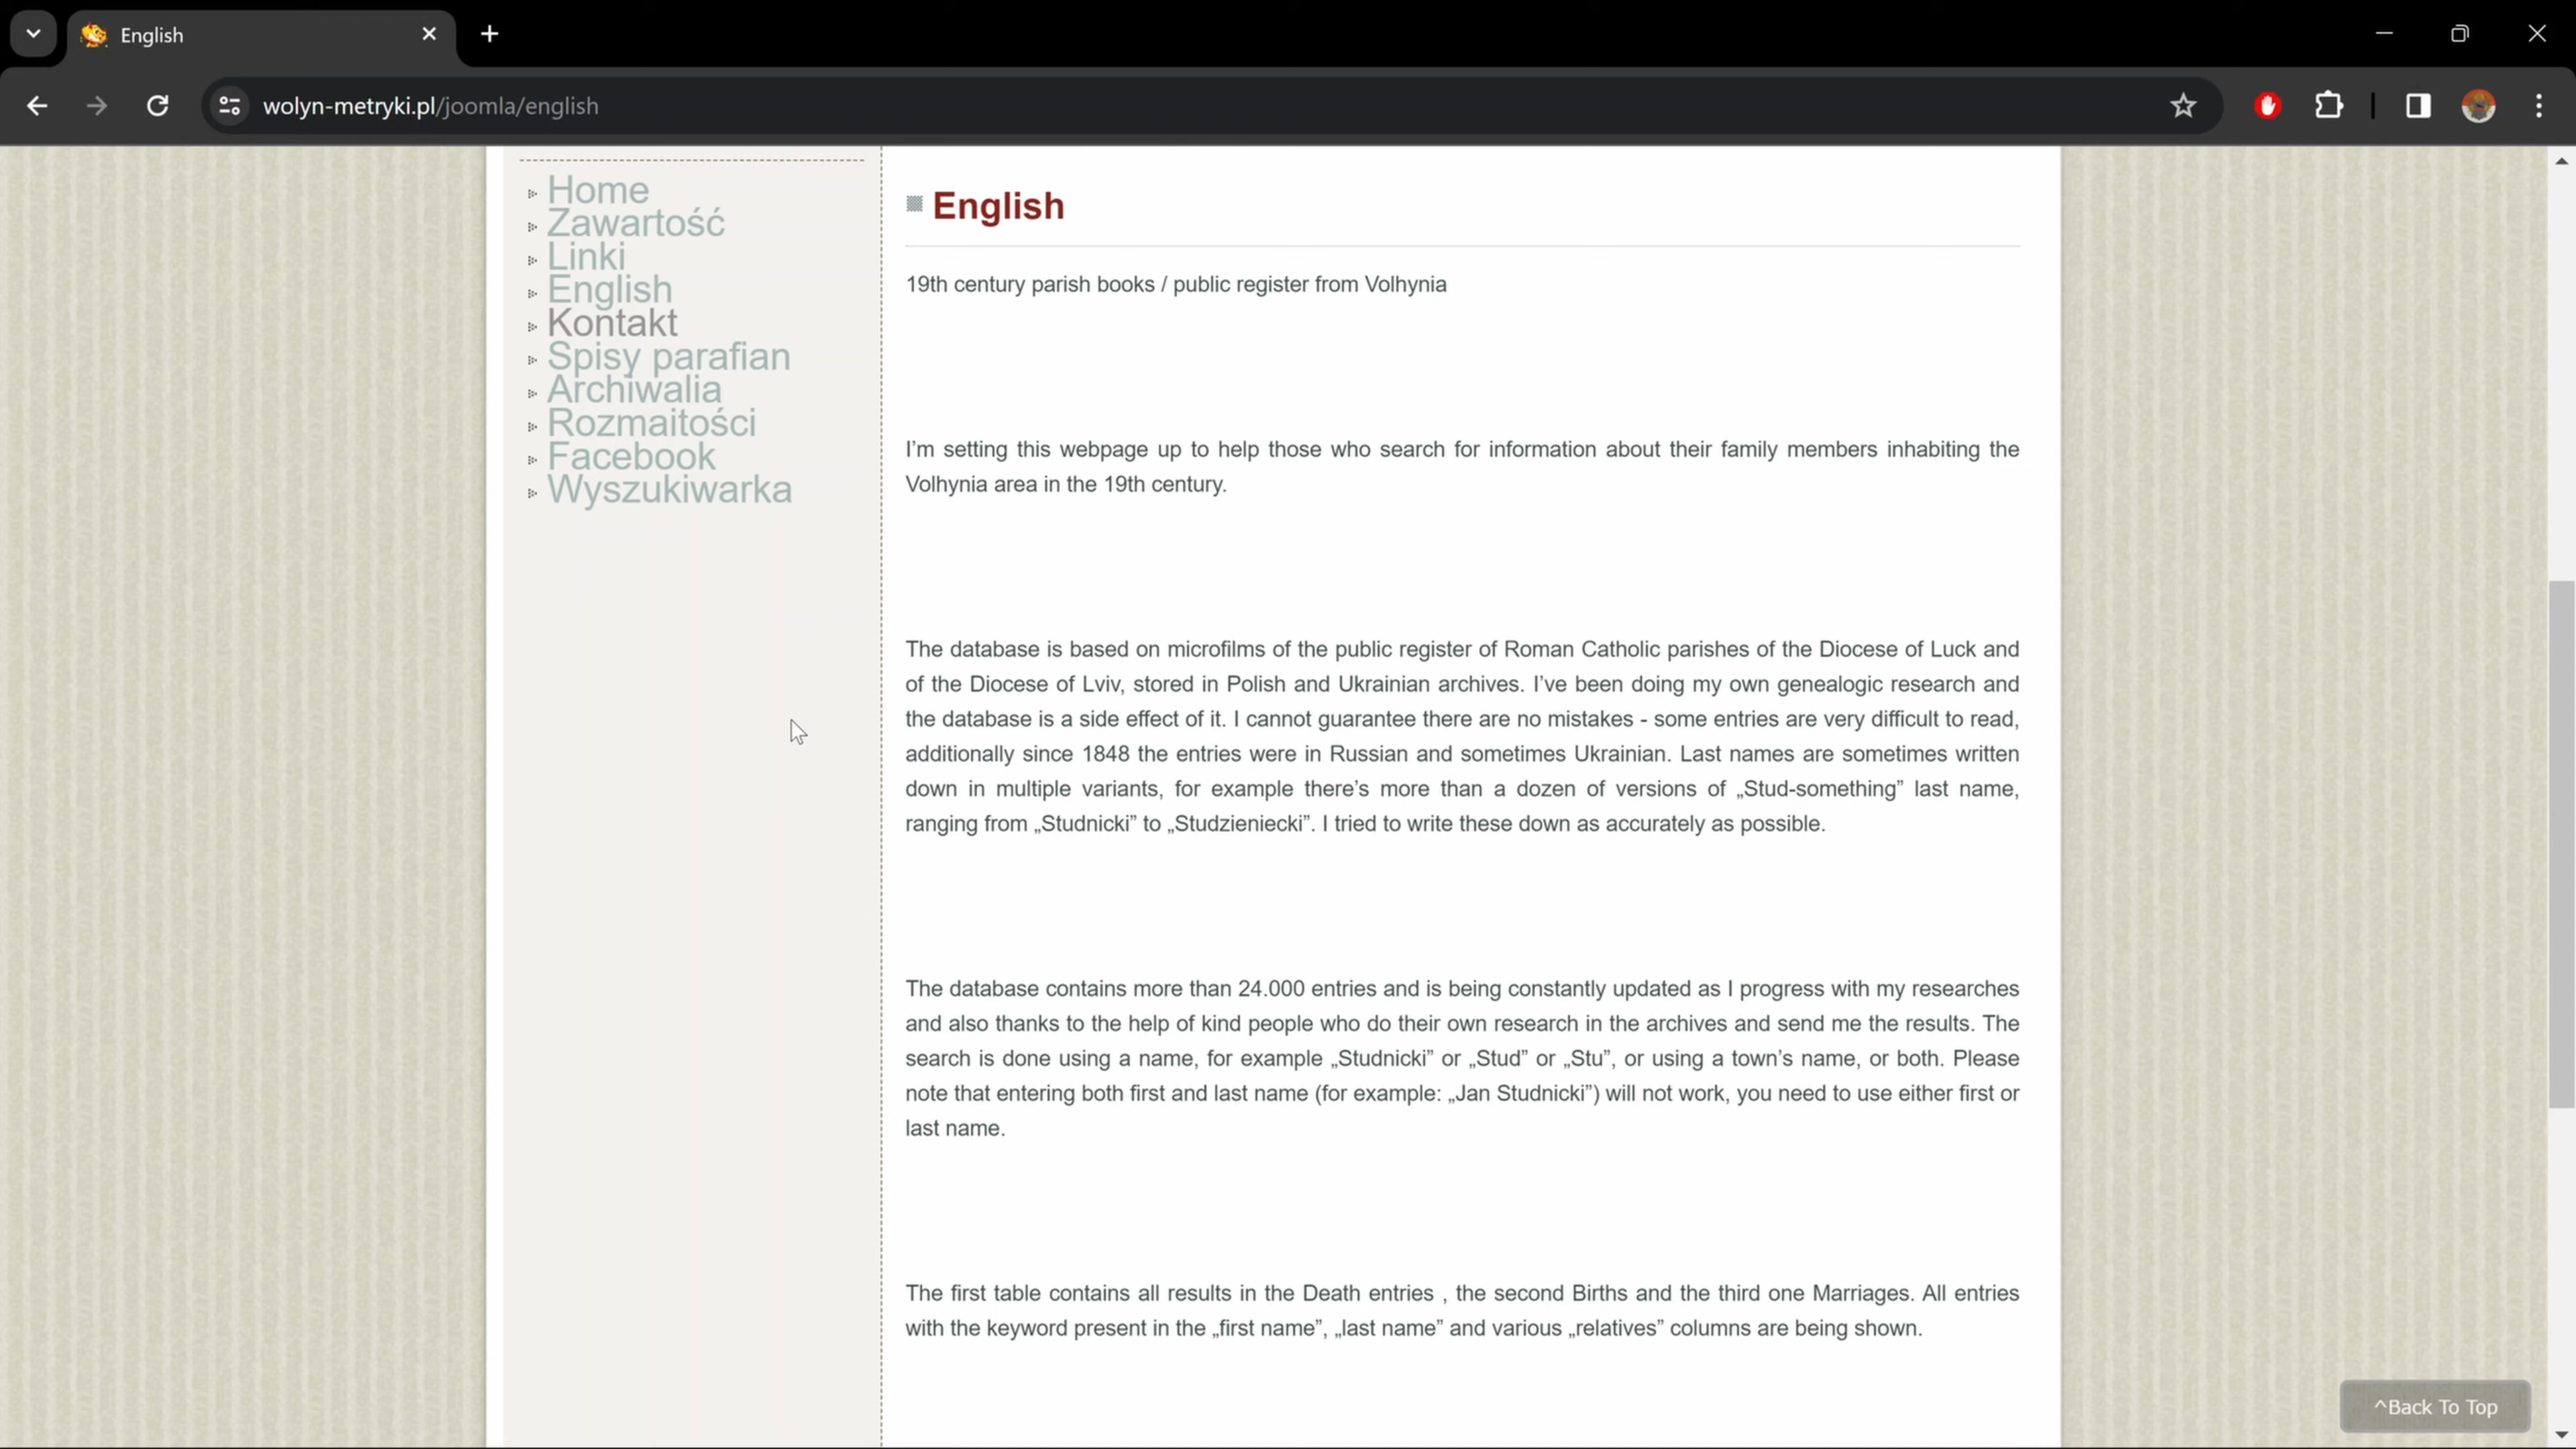 English
wolyn-metryki.pl/joomla/english
Home
Zawartość
Linki
English
Kontakt
Spisy parafian
Archiwalia
Rozmaitości
Facebook
Wyszukiwarka
English
19th century parish books / public register from Volhynia
I’m setting this webpage up to help those who search for information about their family members inhabiting the
Volhynia area in the 19th century.
The database is based on microfilms of the public register of Roman Catholic parishes of the Diocese of Luck and
of the Diocese of Lviv, stored in Polish and Ukrainian archives. I’ve been doing my own genealogic research and
the database is a side effect of it. I cannot guarantee there are no mistakes - some entries are very difficult to read,
additionally since 1848 the entries were in Russian and sometimes Ukrainian. Last names are sometimes written
down in multiple variants, for example there’s more than a dozen of versions of „Stud-something” last name,
ranging from „Studnicki” to „Studzieniecki”. I tried to write these down as accurately as possible.
The database contains more than 24.000 entries and is being constantly updated as I progress with my researches
and also thanks to the help of kind people who do their own research in the archives and send me the results. The
search is done using a name, for example „Studnicki” or „Stud” or „Stu”, or using a town’s name, or both. Please
note that entering both first and last name (for example: „Jan Studnicki”) will not work, you need to use either first or
last name.
The first table contains all results in the Death entries , the second Births and the third one Marriages. All entries
with the keyword present in the „first name”, „last name” and various „relatives” columns are being shown.
^Back To Top